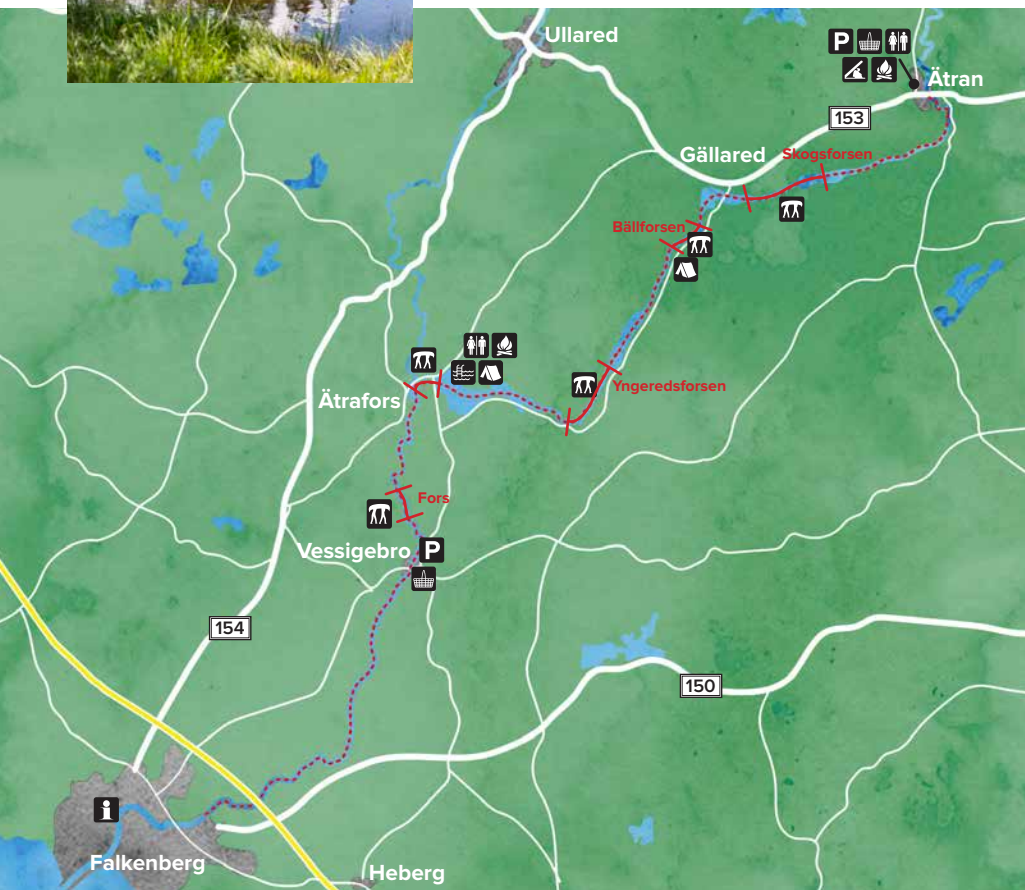 Ullared
P
Ätran
153
Gällared
Skogsforsen
Bällforsen
Yngeredsforsen
Ätrafors
Fors
Vessigebro
P
154
150
i
Falkenberg
Heberg